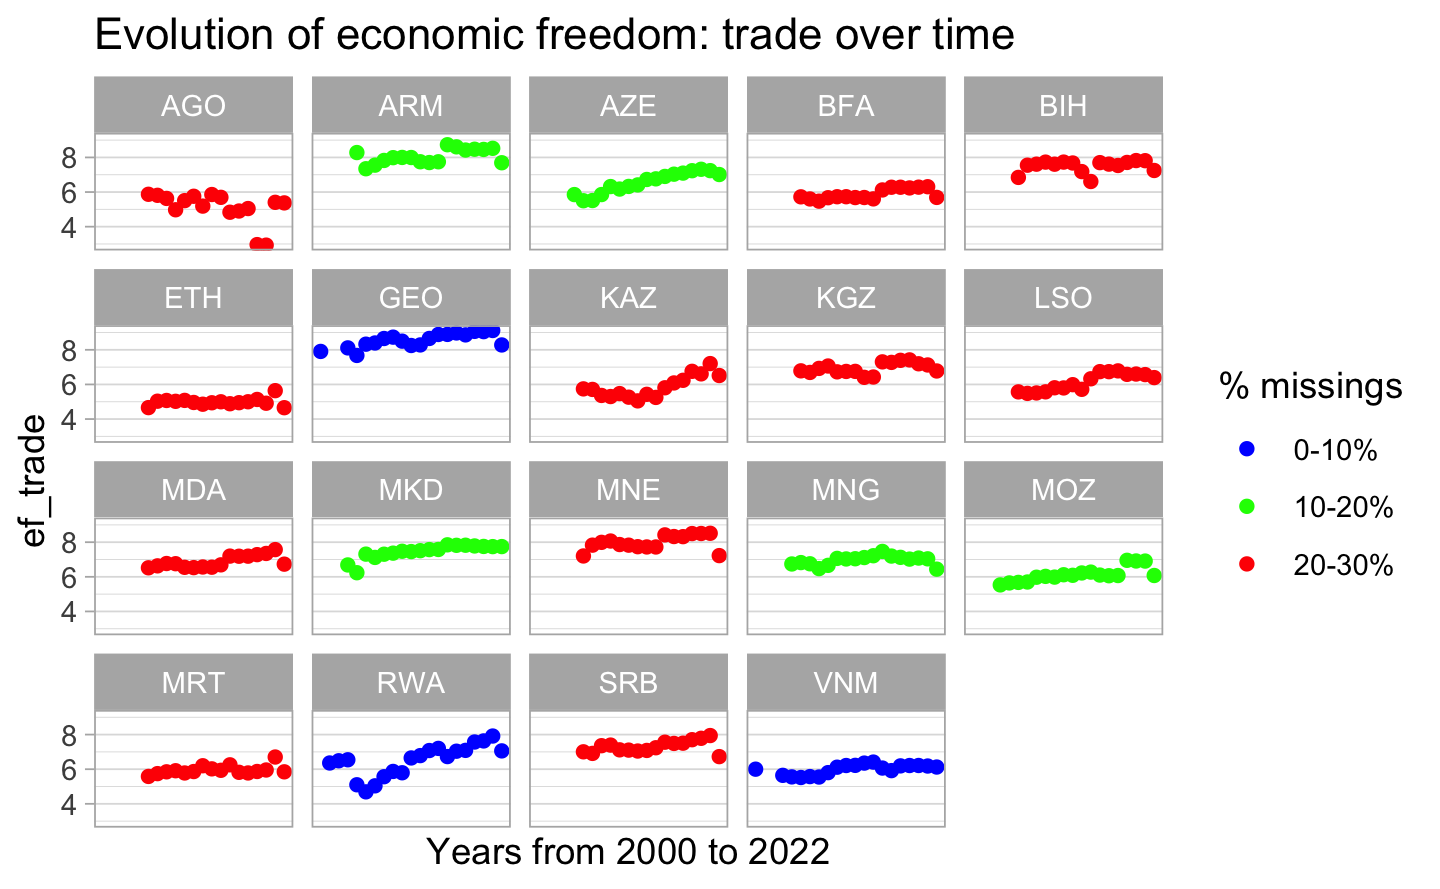 Evolution of economic freedom: trade over time
AGO ARM AZE BFA BIH
8
6
4
ETH GEO KAZ KGZ LSO
8
6
4
MDA MKD MNE MNG MOZ
8
6
4
MRT RWA SRB VNM
8
6
4
ef_trade
Years from 2000 to 2022
% missings
0-10%
10-20%
20-30%